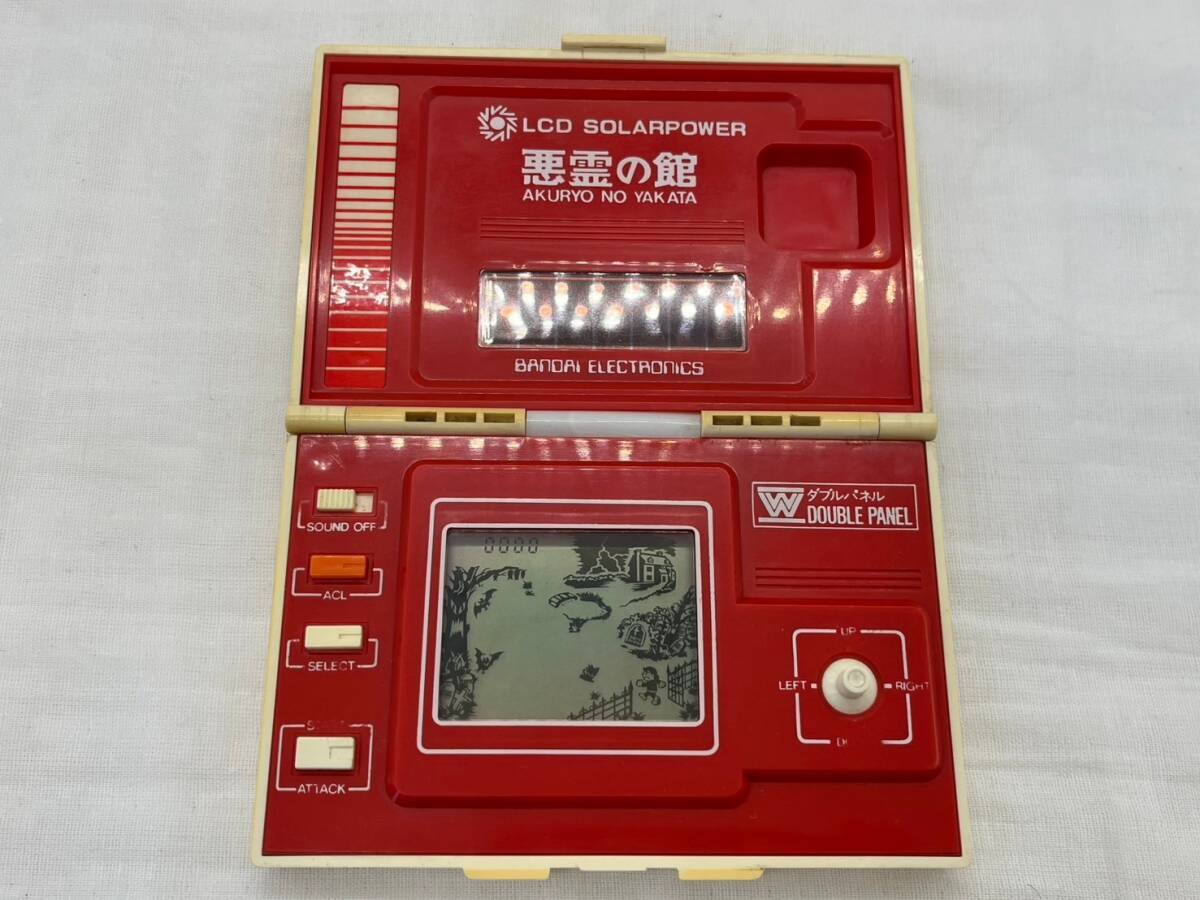 LCD SOLARPOWER
悪霊の館
AKURYO NO YAKATA
BANDAI ELECTRONICS
SOUND OFF
ACL
SELECT
ATTACK
0000
W ダブルパネル
DOUBLE PANEL
UP
LEFT
RIGHT